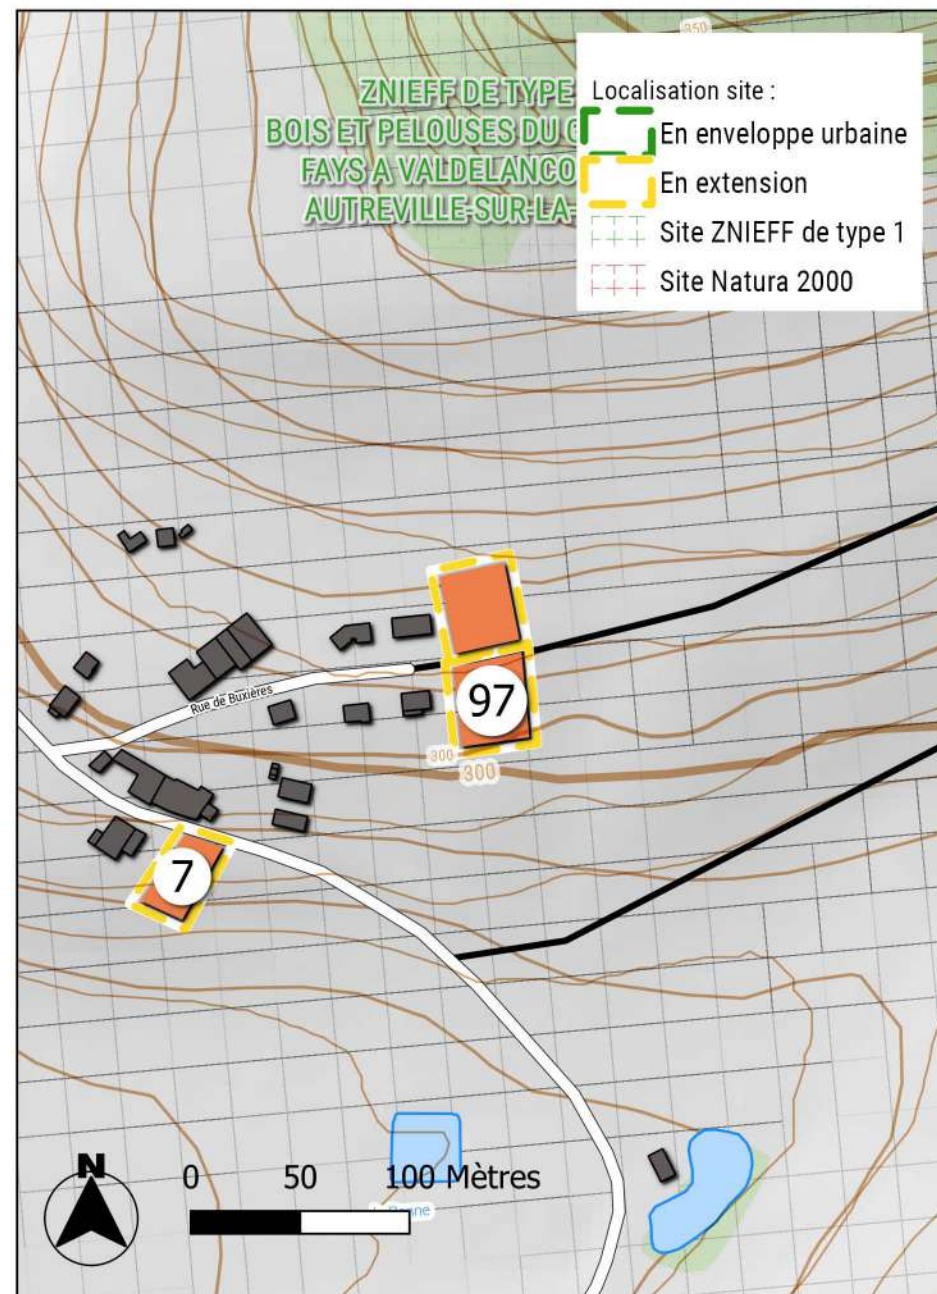 350
ZNIEFF DE TYPE
BOIS ET PELOUSES DU
FAYS A VALDELANCO
AUTREVILLE-SUR-LA-
Localisation site :
En enveloppe urbaine
En extension
Site ZNIEFF de type 1
Site Natura 2000
Rue de Buxières
97
300
300
7
N
0 50 100 Mètres